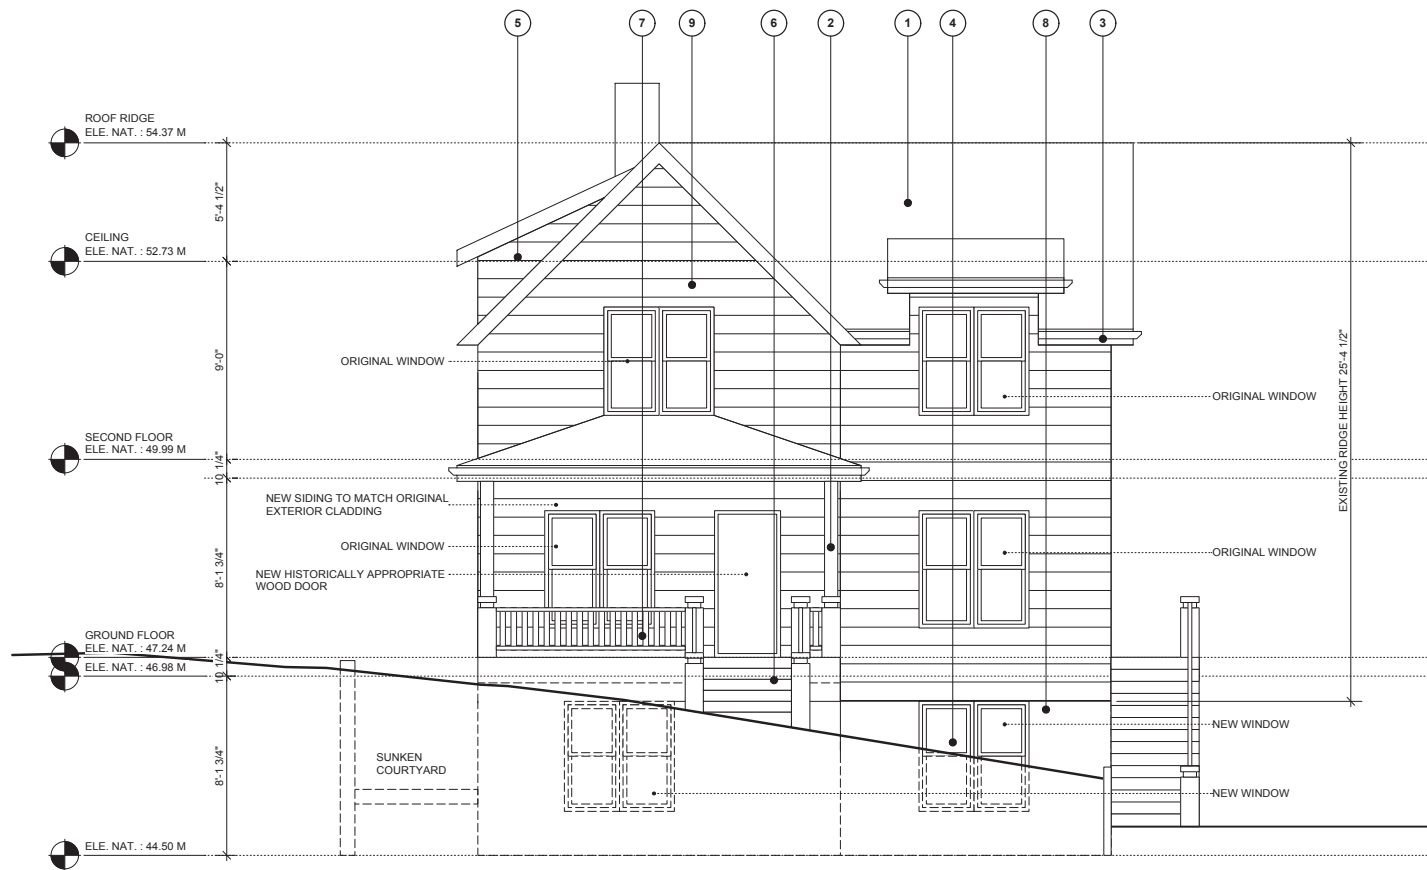 5 7 9 6 2 1 4 8 3
ROOF RIDGE
ELE. NAT. : 54.37 M
5'-4 1/2"
CEILING
ELE. NAT. : 52.73 M
9'-0"
ORIGINAL WINDOW
ORIGINAL WINDOW
EXISTING RIDGE HEIGHT 25'-4 1/2"
SECOND FLOOR
ELE. NAT. : 49.99 M
10 1/4"
NEW SIDING TO MATCH ORIGINAL
EXTERIOR CLADDING
ORIGINAL WINDOW
ORIGINAL WINDOW
8'-1 3/4"
NEW HISTORICALLY APPROPRIATE
WOOD DOOR
GROUND FLOOR
ELE. NAT. : 47.24 M
10 1/4"
ELE. NAT. : 46.98 M
NEW WINDOW
SUNKEN
COURTYARD
8'-1 3/4"
NEW WINDOW
ELE. NAT. : 44.50 M